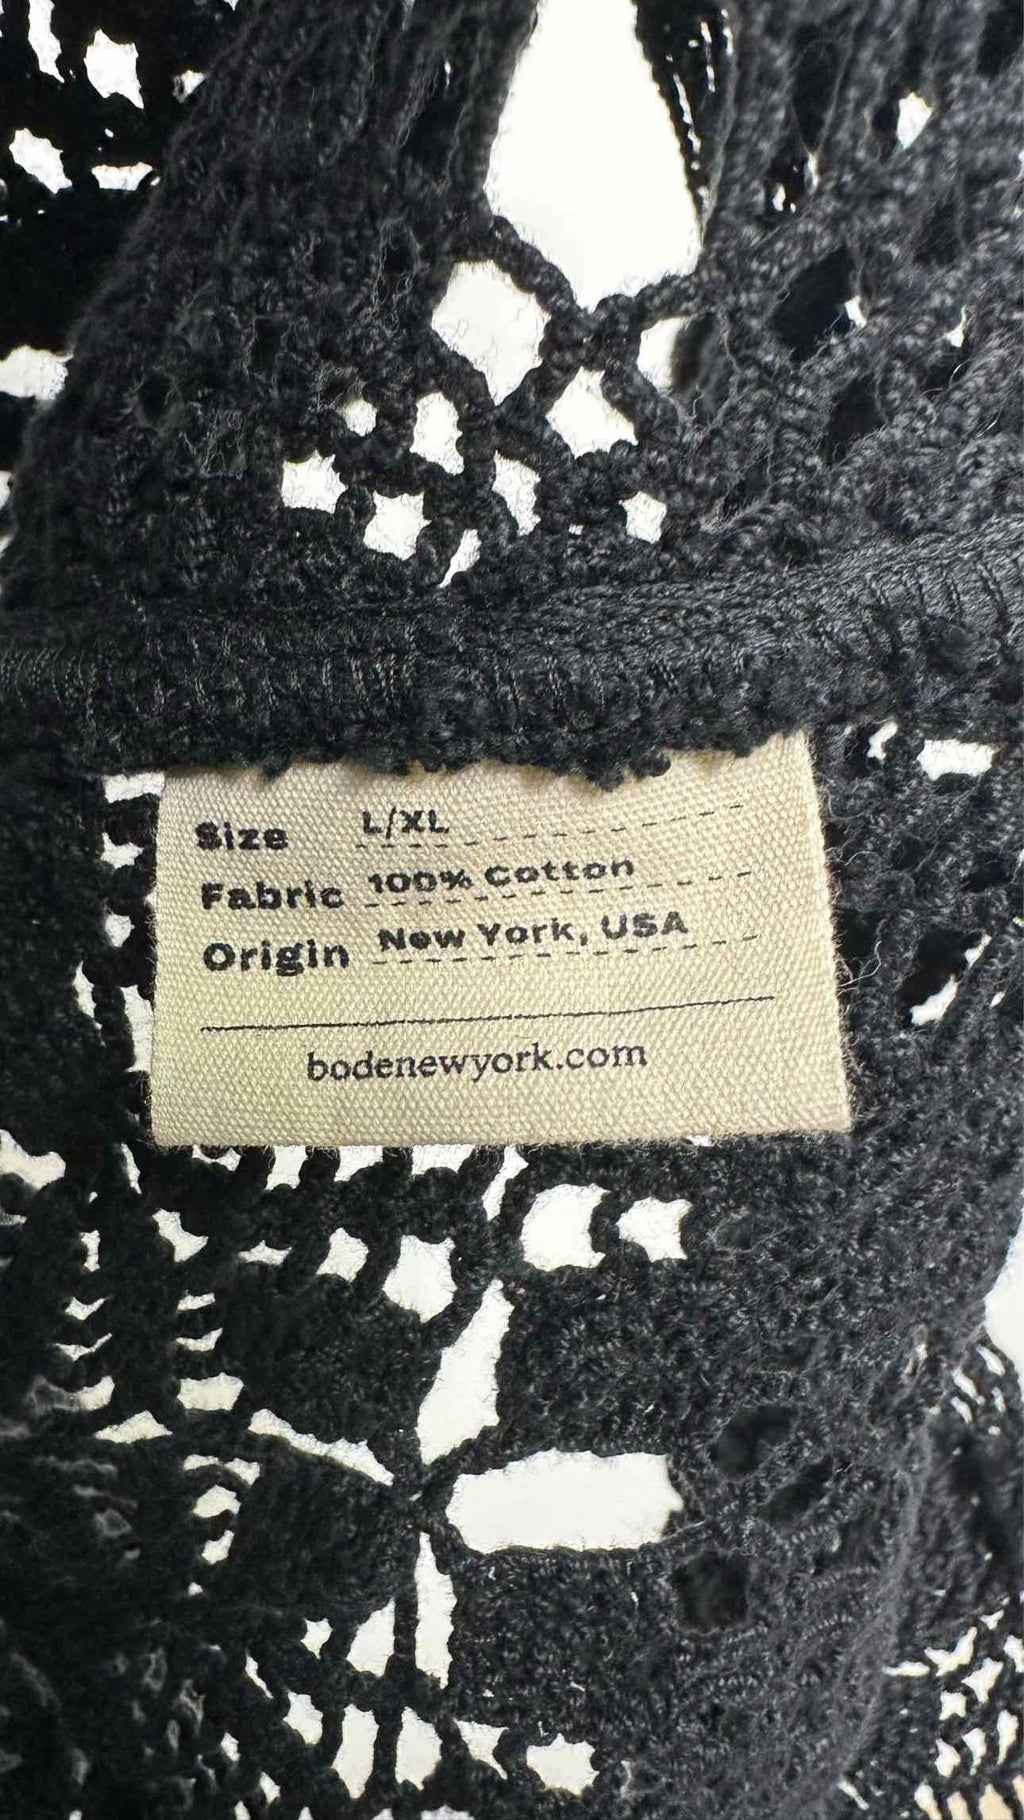 Size L/XL
Fabric 100% Cotton
Origin New York, USA
bodenewyork.com